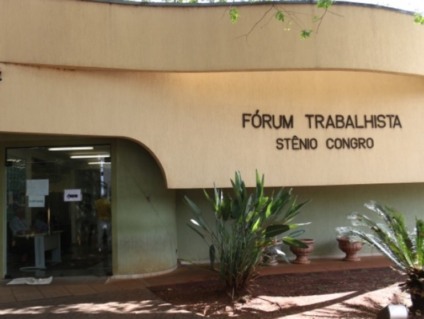 FÓRUM TRABALHISTA
STÊNIO CONGRO